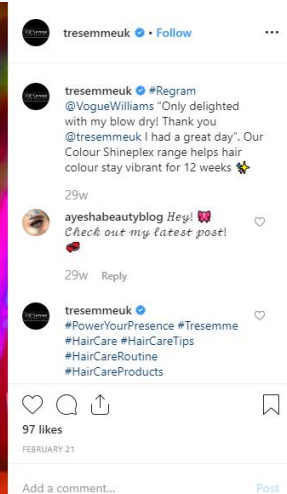 tresemmeuk • Follow
tresemmeuk #Regram
@VogueWilliams “Only delighted
with my blow dry! Thank you
@tresemmeuk I had a great day”. Our
Colour Shineplex range helps hair
colour stay vibrant for 12 weeks ✨
29w
ayeshabeautyblog 𝓗𝓮𝔂! 🎀
𝓒𝓱𝓮𝓬𝓴 𝓸𝓾𝓽 𝓶𝔂 𝓵𝓪𝓽𝓮𝓼𝓽 𝓹𝓸𝓼𝓽!
💕
29w Reply
tresemmeuk
#PowerYourPresence #Tresemme
#HairCare #HairCareTips
#HairCareRoutine
#HairCareProducts
97 likes
FEBRUARY 21
Add a comment... Post